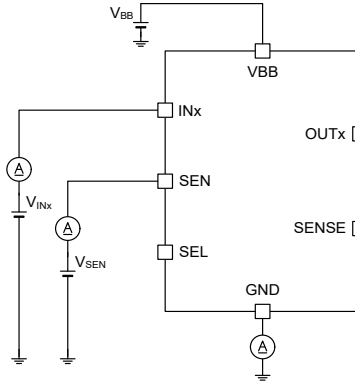 VBB
VBB
INx
OUTx
A
SEN
VINx
A
SENSE
VSEN
SEL
GND
A